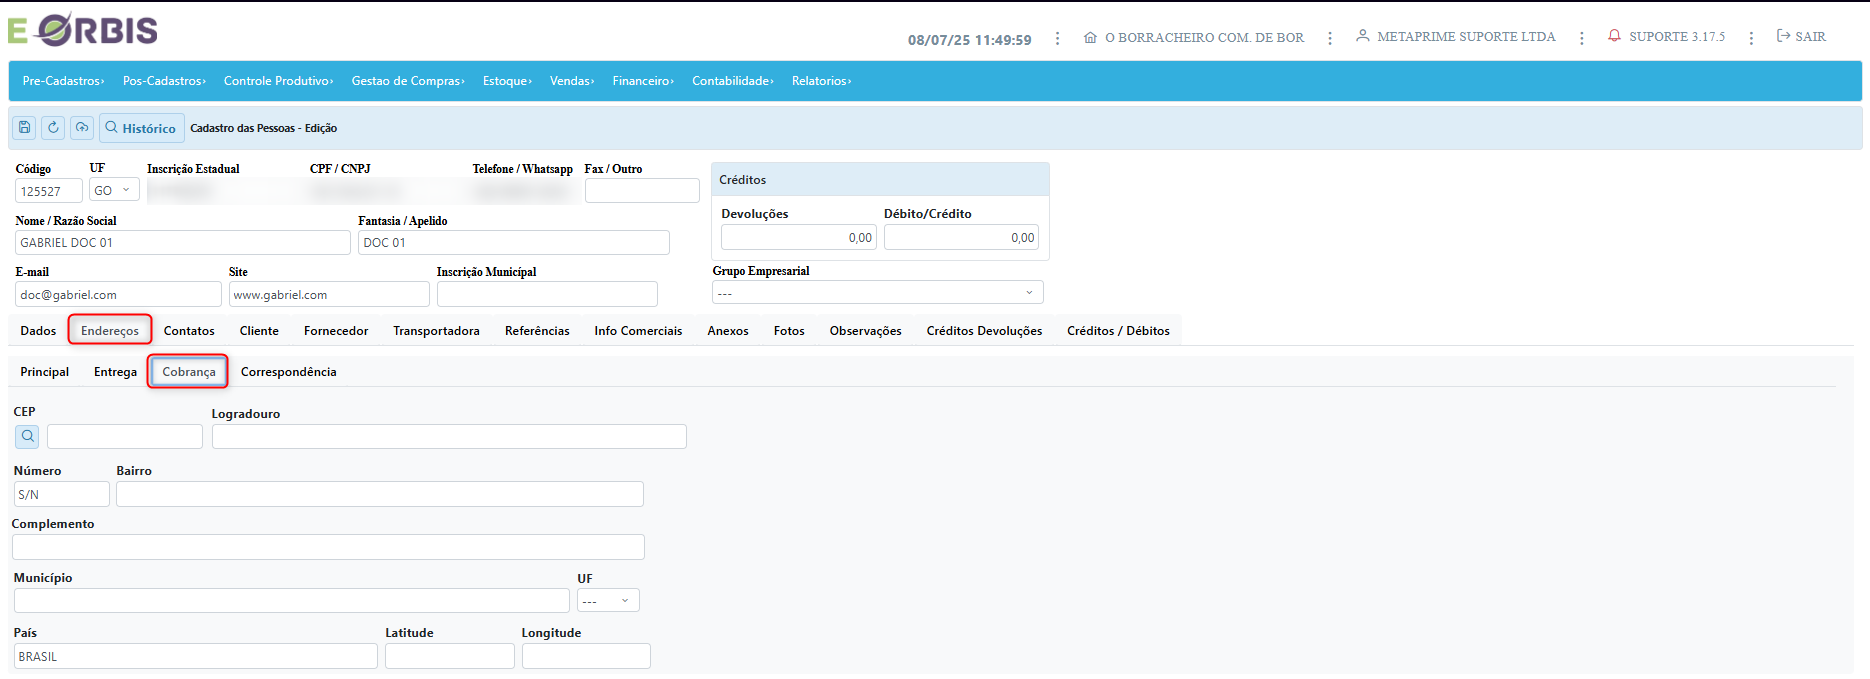 E ORBIS
08/07/25 11:49:59 O BORRACHEIRO COM. DE BOR METAPRIME SUPORTE LTDA SUPORTE 3.17.5 SAIR
Pre-Cadastros› Pos-Cadastros› Controle Produtivo› Gestao de Compras› Estoque› Vendas› Financeiro› Contabilidade› Relatorios›
Histórico Cadastro das Pessoas - Edição
Código UF Inscrição Estadual CPF / CNPJ Telefone / Whatsapp Fax / Outro
125527 GO
Créditos
Nome / Razão Social Fantasia / Apelido
GABRIEL DOC 01 DOC 01
Devoluções Débito/Crédito
0,00 0,00
E-mail Site Inscrição Municípal Grupo Empresarial
doc@gabriel.com www.gabriel.com ---
Dados Endereços Contatos Cliente Fornecedor Transportadora Referências Info Comerciais Anexos Fotos Observações Créditos Devoluções Créditos / Débitos
Principal Entrega Cobrança Correspondência
CEP Logradouro
Número Bairro
S/N
Complemento
Município UF
---
País Latitude Longitude
BRASIL